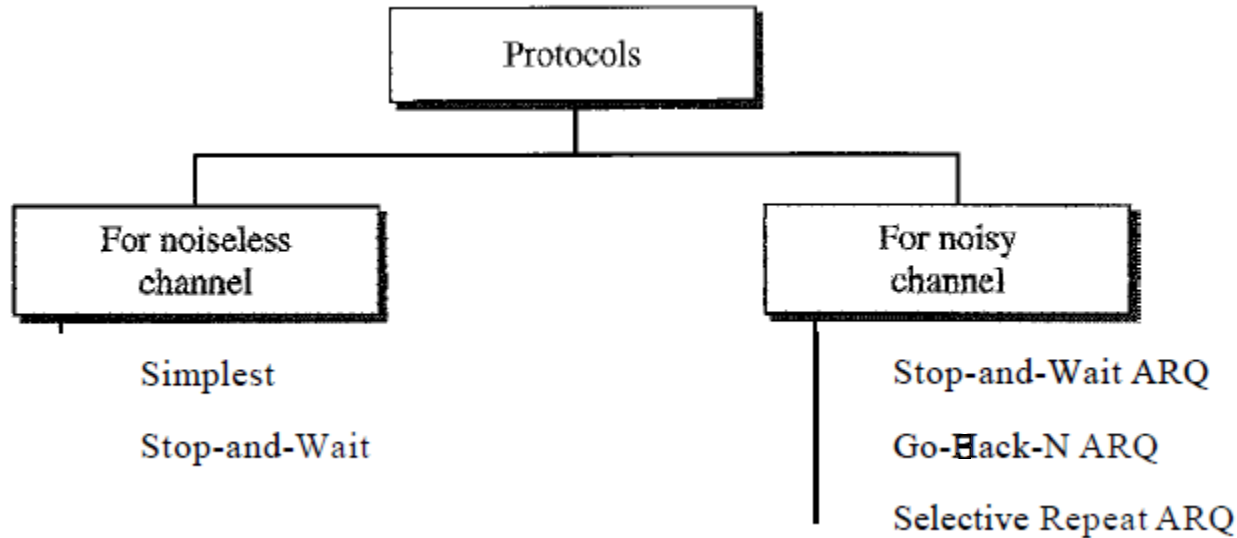 Protocols
For noiseless
channel
For noisy
channel
Simplest
Stop-and-Wait
Stop-and-Wait ARQ
Go-Hack-N ARQ
Selective Repeat ARQ